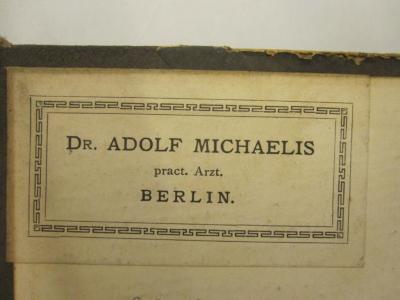 DR. ADOLF MICHAELIS
pract. Arzt.
BERLIN.